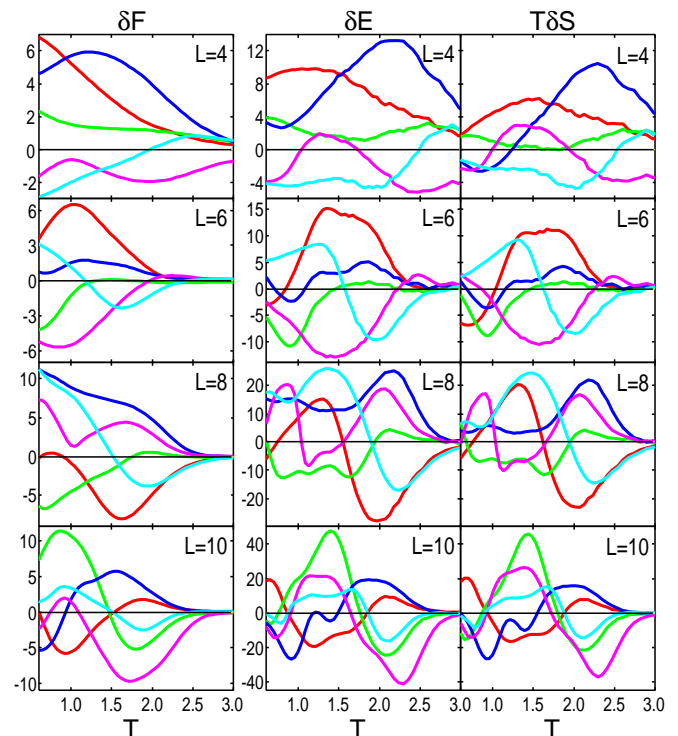 δF δE TδS
6 4 2 0 -2 L=4
12 8 4 0 -4 L=4
L=4
6 3 0 -3 -6 L=6
15 10 5 0 -5 -10 L=6
L=6
10 5 0 -5 L=8
20 10 0 -10 -20 L=8
L=8
10 5 0 -5 -10 L=10
40 20 0 -20 -40 L=10
L=10
1.0 1.5 2.0 2.5 3.0 1.0 1.5 2.0 2.5 3.0 1.0 1.5 2.0 2.5 3.0
T T T